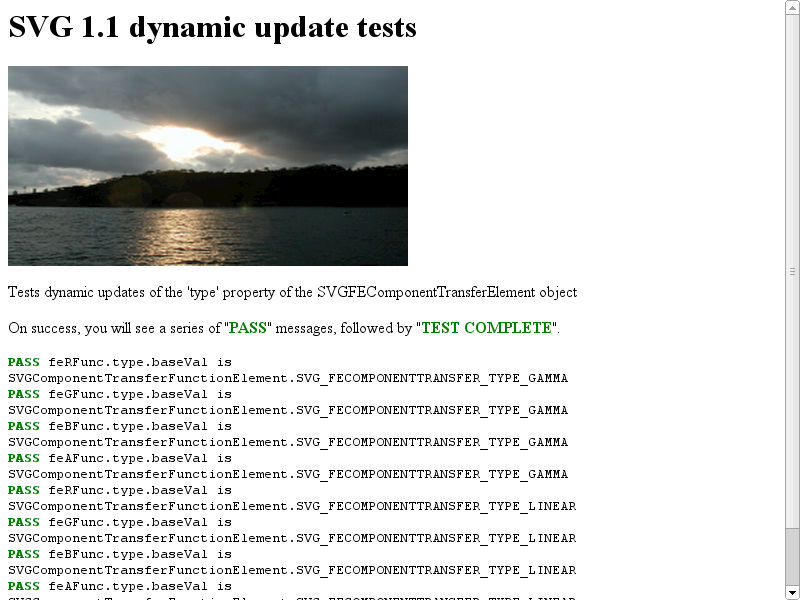 SVG 1.1 dynamic update tests
Tests dynamic updates of the 'type' property of the SVGFEComponentTransferElement object
On success, you will see a series of "PASS" messages, followed by "TEST COMPLETE".
PASS feRFunc.type.baseVal is
SVGComponentTransferFunctionElement.SVG_FECOMPONENTTRANSFER_TYPE_GAMMA
PASS feGFunc.type.baseVal is
SVGComponentTransferFunctionElement.SVG_FECOMPONENTTRANSFER_TYPE_GAMMA
PASS feBFunc.type.baseVal is
SVGComponentTransferFunctionElement.SVG_FECOMPONENTTRANSFER_TYPE_GAMMA
PASS feAFunc.type.baseVal is
SVGComponentTransferFunctionElement.SVG_FECOMPONENTTRANSFER_TYPE_GAMMA
PASS feRFunc.type.baseVal is
SVGComponentTransferFunctionElement.SVG_FECOMPONENTTRANSFER_TYPE_LINEAR
PASS feGFunc.type.baseVal is
SVGComponentTransferFunctionElement.SVG_FECOMPONENTTRANSFER_TYPE_LINEAR
PASS feBFunc.type.baseVal is
SVGComponentTransferFunctionElement.SVG_FECOMPONENTTRANSFER_TYPE_LINEAR
PASS feAFunc.type.baseVal is